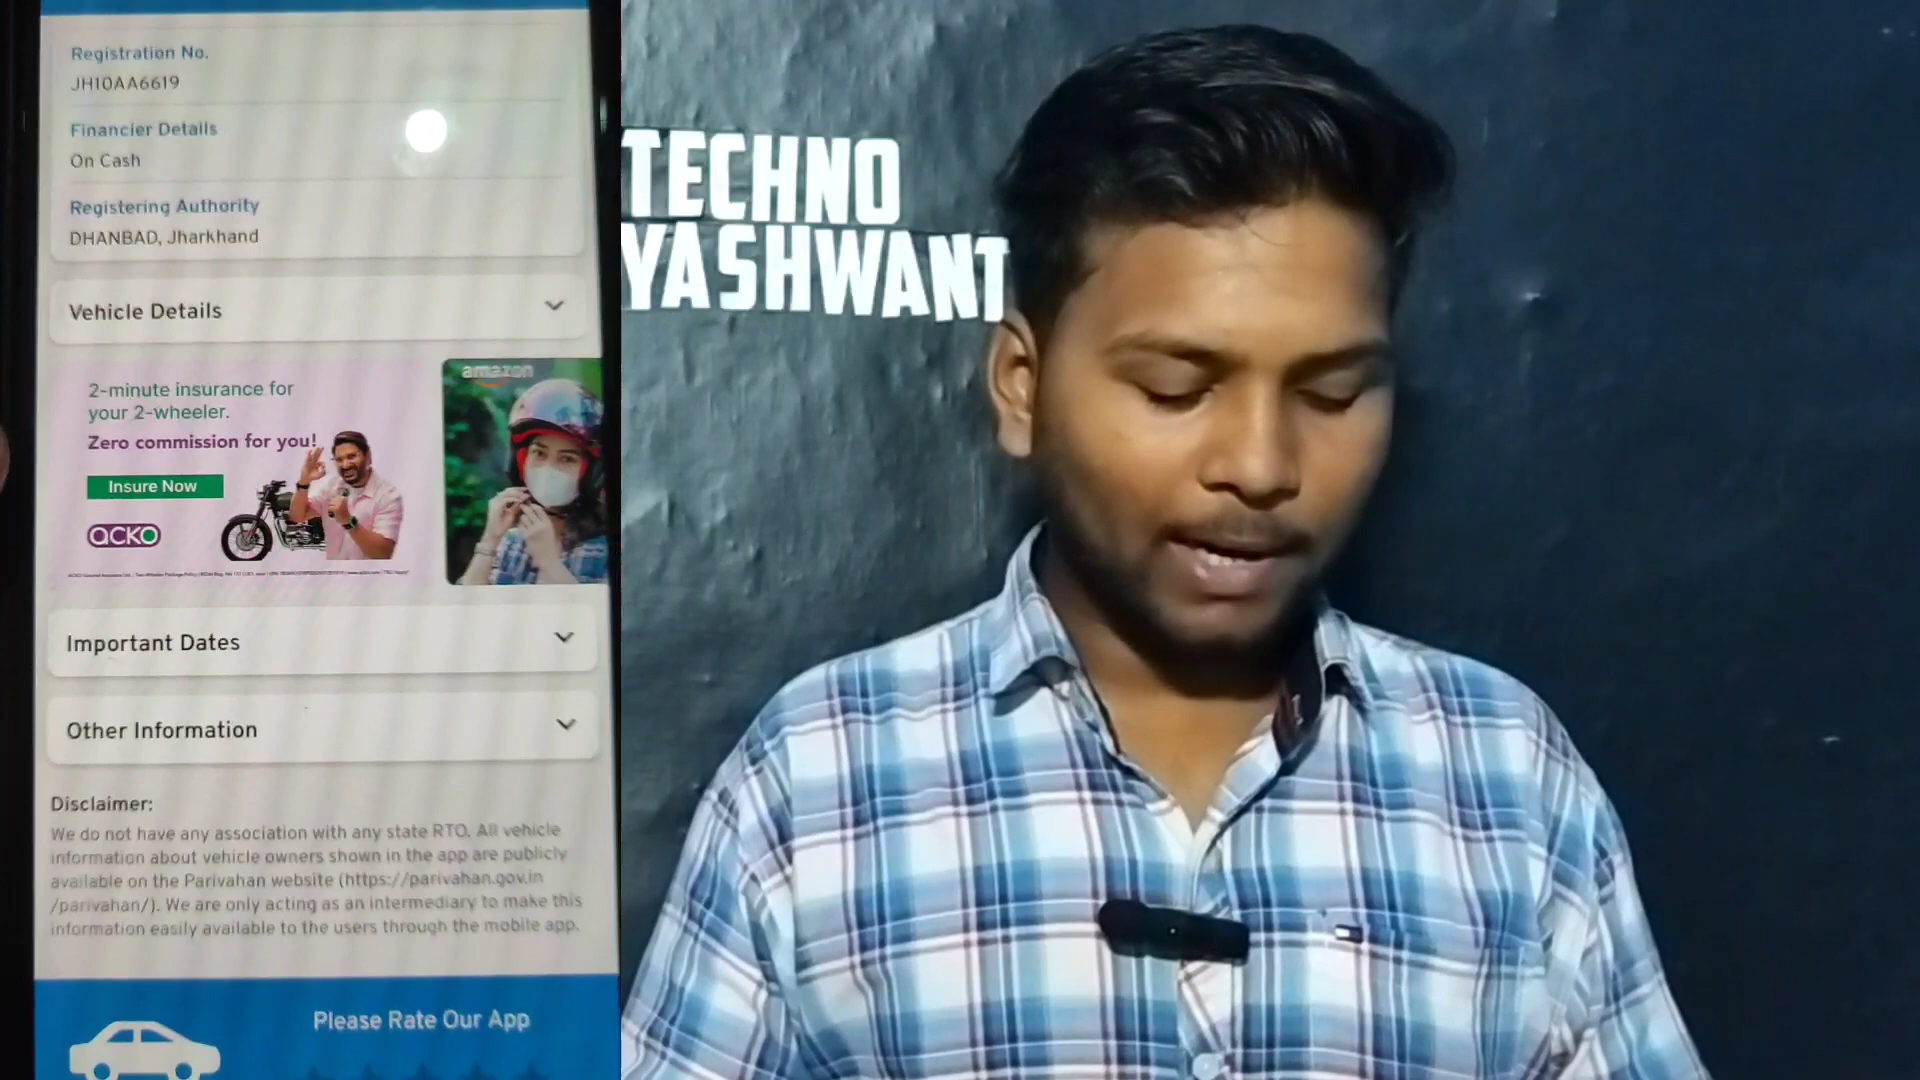 Registration No.
JH10AA6619
Financier Details
On Cash
Registering Authority
DHANBAD, Jharkhand
Vehicle Details
2-minute insurance for
your 2-wheeler.
Zero commission for you!
Insure Now
ACKO
amazon
Important Dates
Other Information
Disclaimer:
We do not have any association with any state RTO. All vehicle
information about vehicle owners shown in the app are publicly
available on the Parivahan website (https://parivahan.gov.in
/parivahan/). We are only acting as an intermediary to make this
information easily available to the users through the mobile app.
Please Rate Our App
TECHNO
YASHWANT